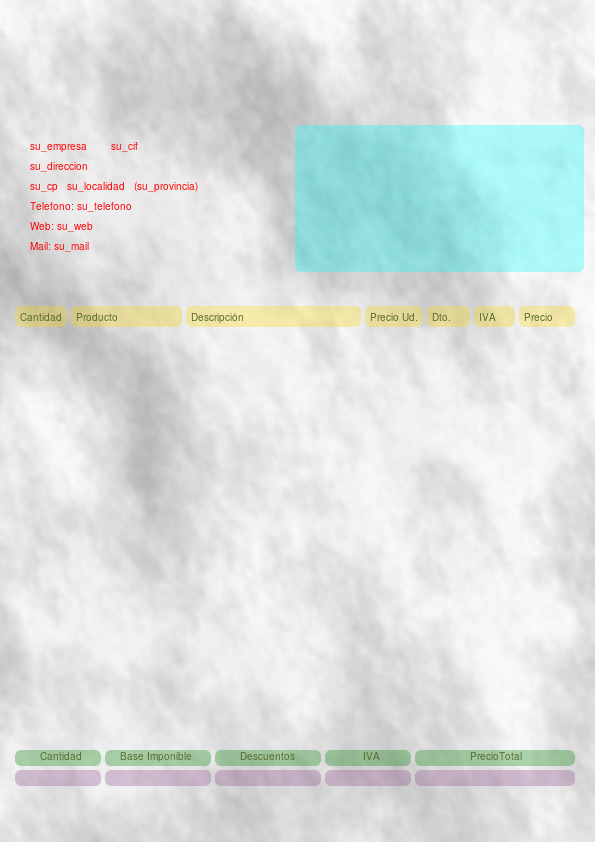 su_empresa su_cif
su_direccion
su_cp su_localidad (su_provincia)
Telefono: su_telefono
Web: su_web
Mail: su_mail
Cantidad Producto Descripción Precio Ud. Dto. IVA Precio
Cantidad Base Imponible Descuentos IVA PrecioTotal